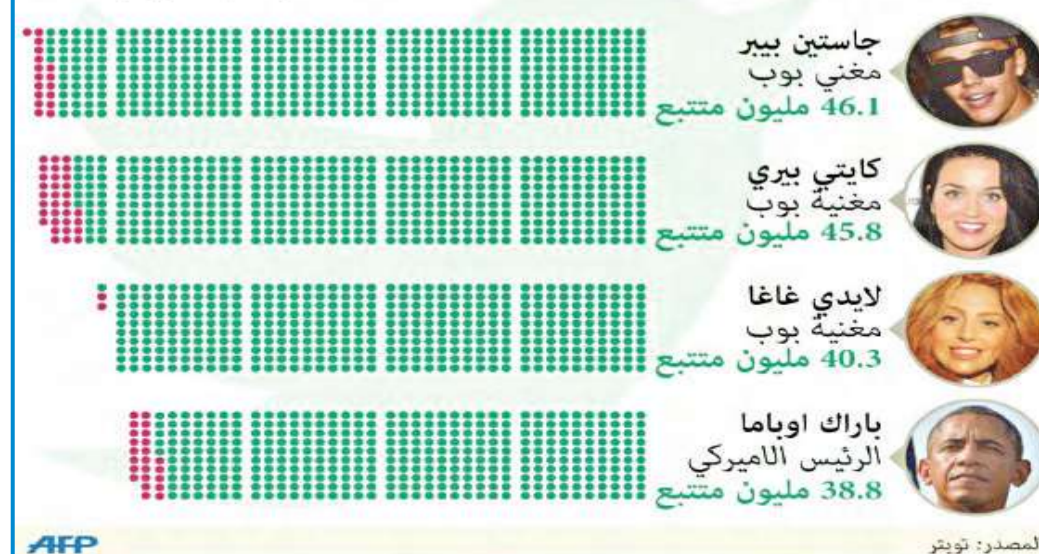 جاستين بيبر
مغني بوب
46.1 مليون متتبع
كايتي بيري
مغنية بوب
45.8 مليون متتبع
لايدي غاغا
مغنية بوب
40.3 مليون متتبع
باراك اوباما
الرئيس الاميركي
38.8 مليون متتبع
المصدر: تويتر
AFP